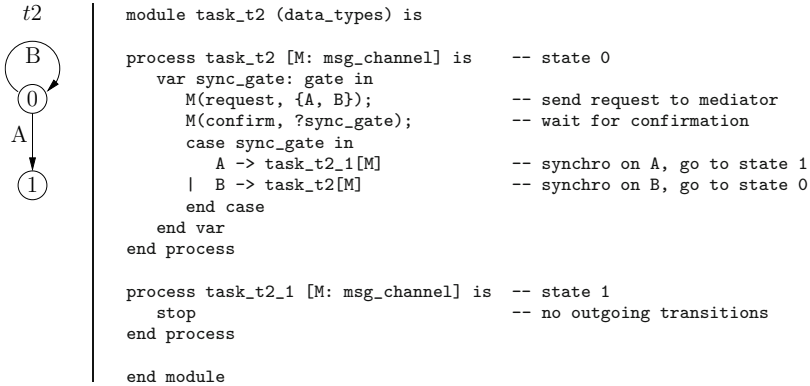 t2
B
0
A
1
module task_t2 (data_types) is
process task_t2 [M: msg_channel] is -- state 0
var sync_gate: gate in
M(request, {A, B}); -- send request to mediator
M(confirm, ?sync_gate); -- wait for confirmation
case sync_gate in
A -> task_t2_1[M] -- synchro on A, go to state 1
| B -> task_t2[M] -- synchro on B, go to state 0
end case
end var
end process
process task_t2_1 [M: msg_channel] is -- state 1
stop -- no outgoing transitions
end process
end module